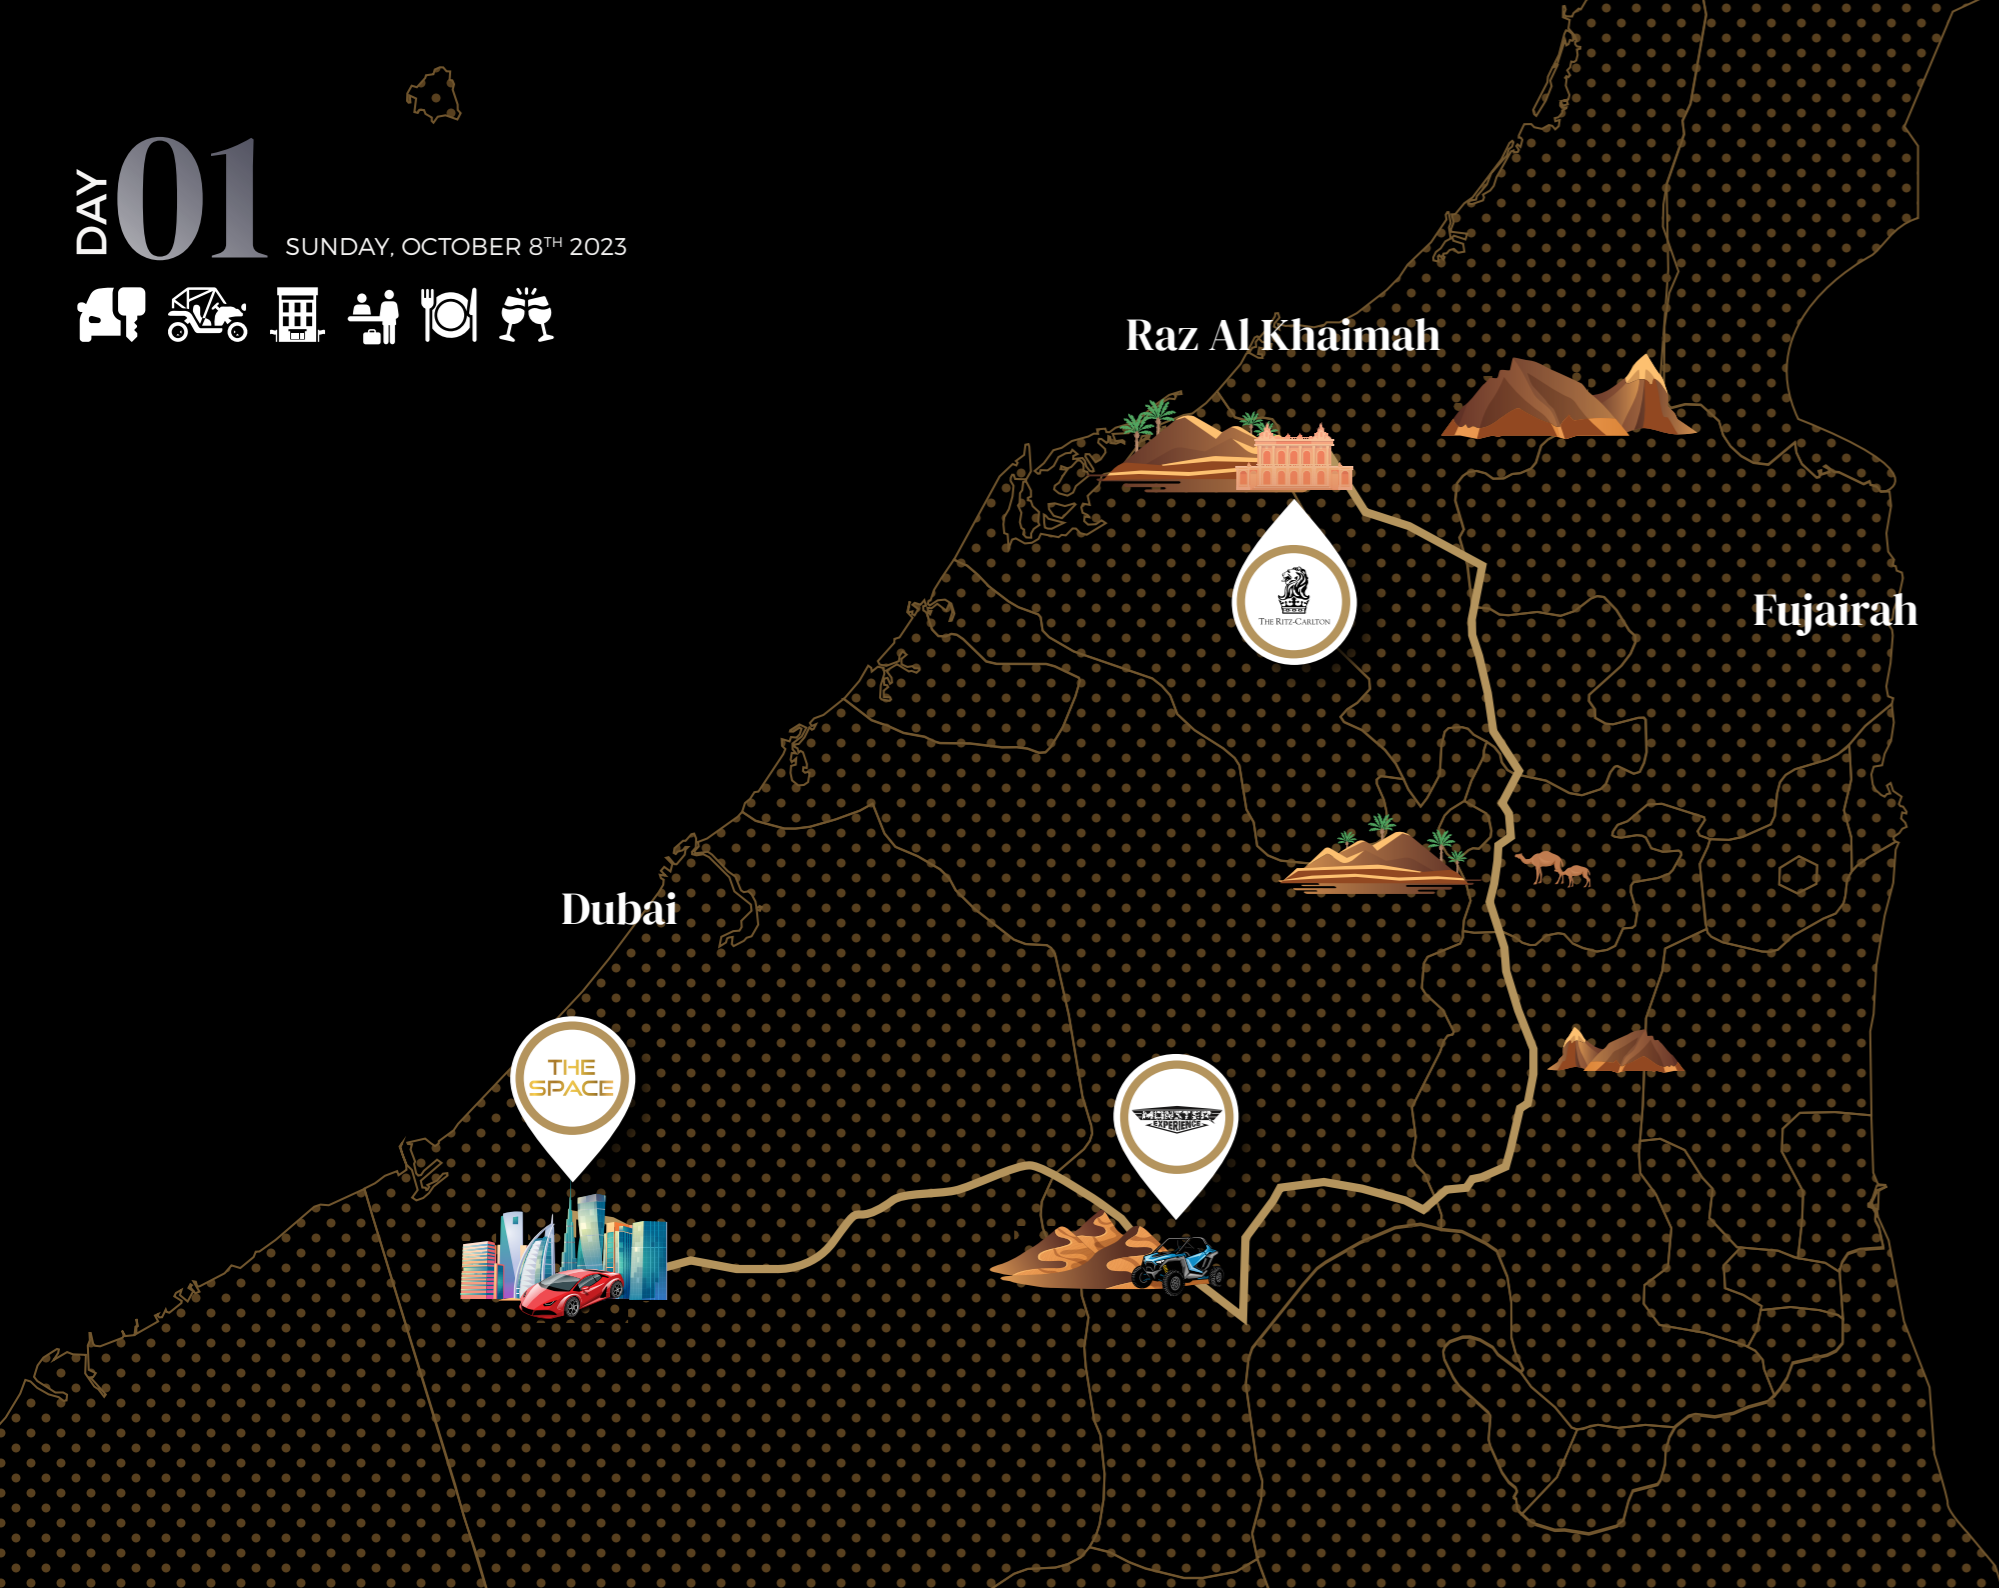 DAY 01
SUNDAY, OCTOBER 8TH 2023
Raz Al Khaimah
THE RITZ-CARLTON
Fujairah
Dubai
THE
SPACE
MONSTER
EXPERIENCE